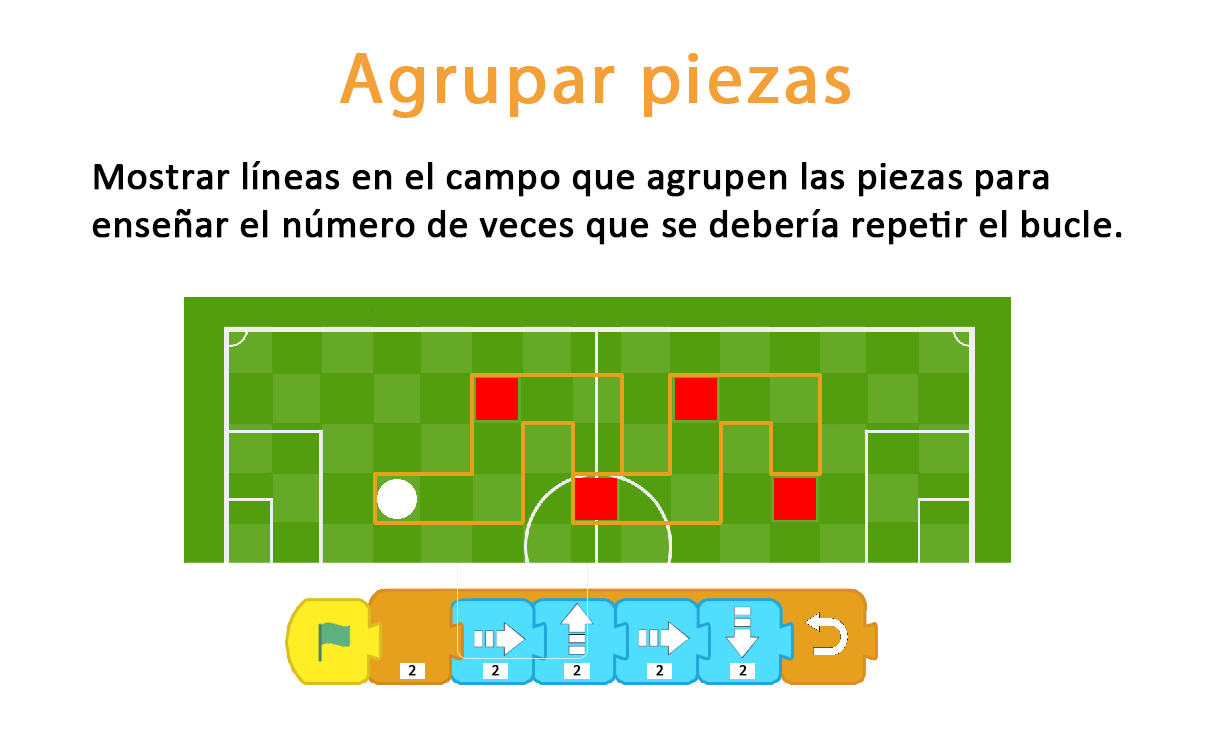 Agrupar piezas
Mostrar líneas en el campo que agrupen las piezas para
enseñar el número de veces que se debería repetir el bucle.
2 2 2 2 2